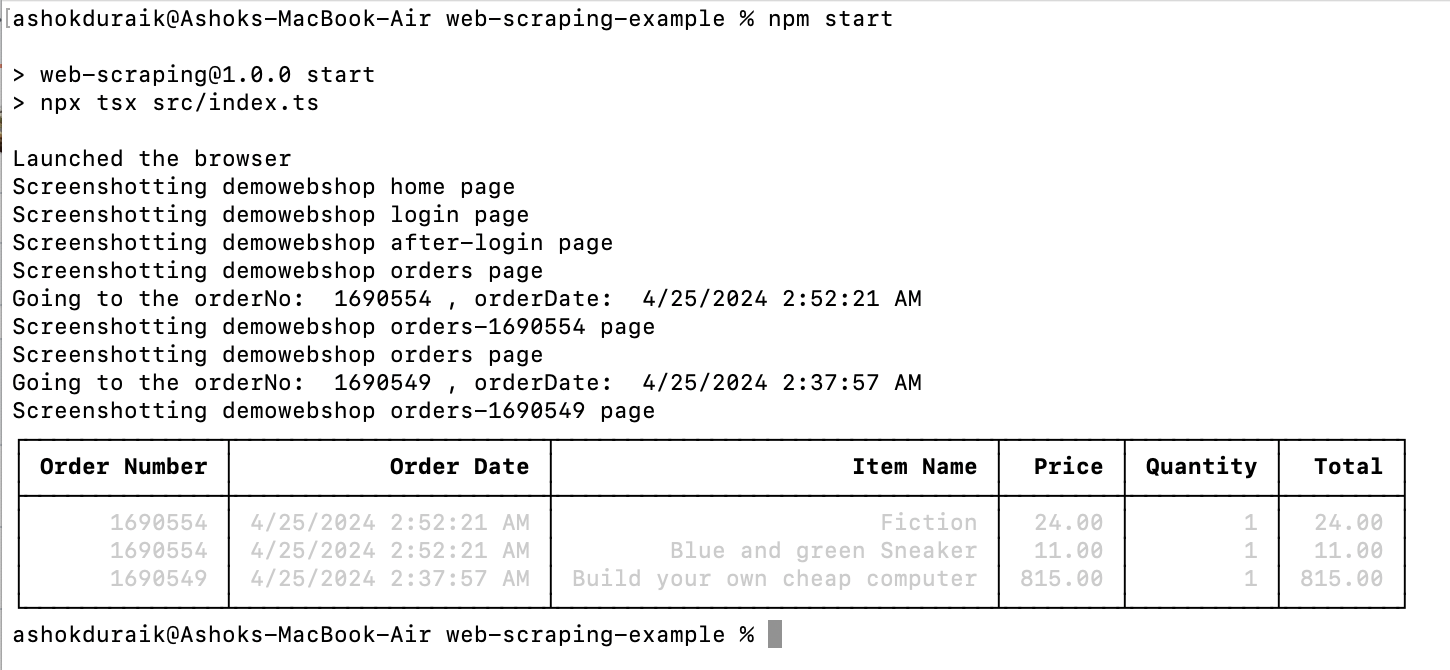 [ashokduraik@Ashoks-MacBook-Air web-scraping-example % npm start
> web-scraping@1.0.0 start
> npx tsx src/index.ts
Launched the browser
Screenshotting demowebshop home page
Screenshotting demowebshop login page
Screenshotting demowebshop after-login page
Screenshotting demowebshop orders page
Going to the orderNo:  1690554 , orderDate:  4/25/2024 2:52:21 AM
Screenshotting demowebshop orders-1690554 page
Screenshotting demowebshop orders page
Going to the orderNo:  1690549 , orderDate:  4/25/2024 2:37:57 AM
Screenshotting demowebshop orders-1690549 page
Order Number Order Date Item Name Price Quantity Total
1690554 4/25/2024 2:52:21 AM Fiction 24.00 1 24.00
1690554 4/25/2024 2:52:21 AM Blue and green Sneaker 11.00 1 11.00
1690549 4/25/2024 2:37:57 AM Build your own cheap computer 815.00 1 815.00
ashokduraik@Ashoks-MacBook-Air web-scraping-example %